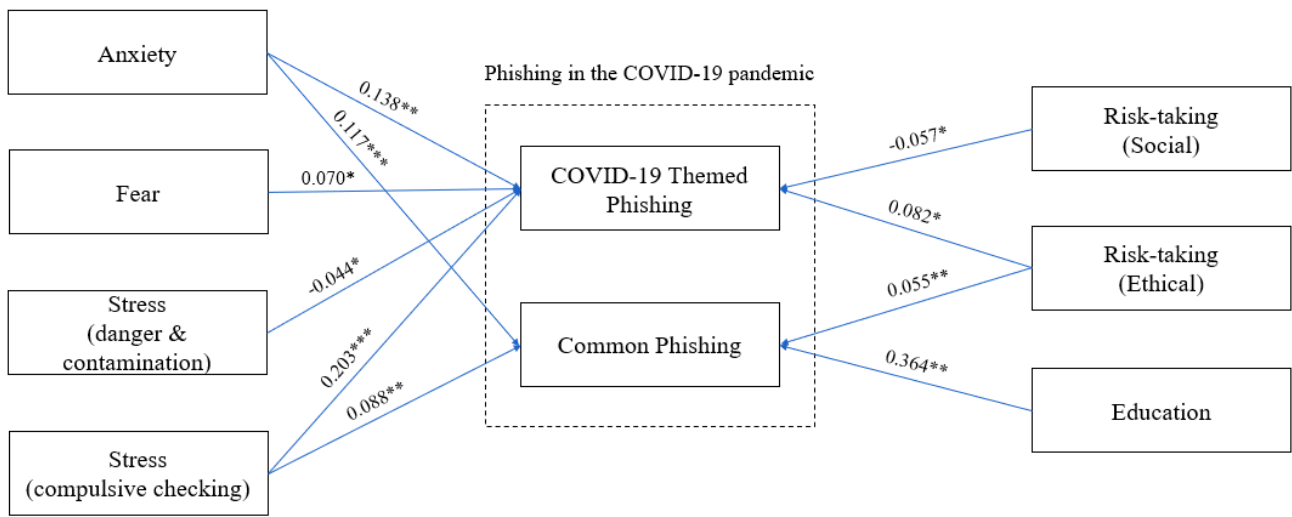 Anxiety
Phishing in the COVID-19 pandemic
0.138**
0.117***
Risk-taking
(Social)
-0.057*
Fear
0.070*
COVID-19 Themed
Phishing
0.082*
Risk-taking
(Ethical)
-0.044*
0.055**
Stress
(danger &
contamination)
Common Phishing
0.203***
0.364**
0.088**
Education
Stress
(compulsive checking)